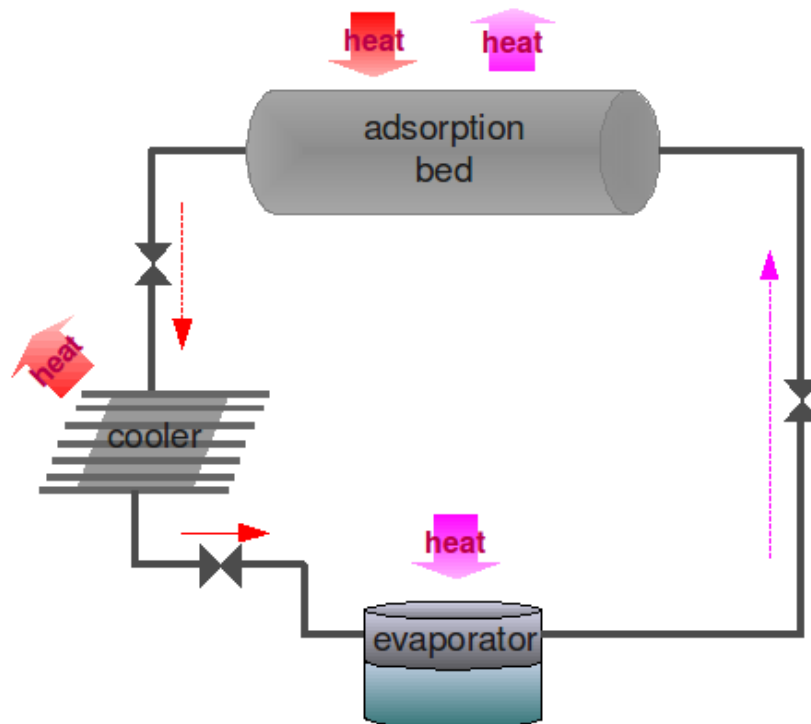 heat
heat
adsorption
bed
heat
cooler
heat
evaporator